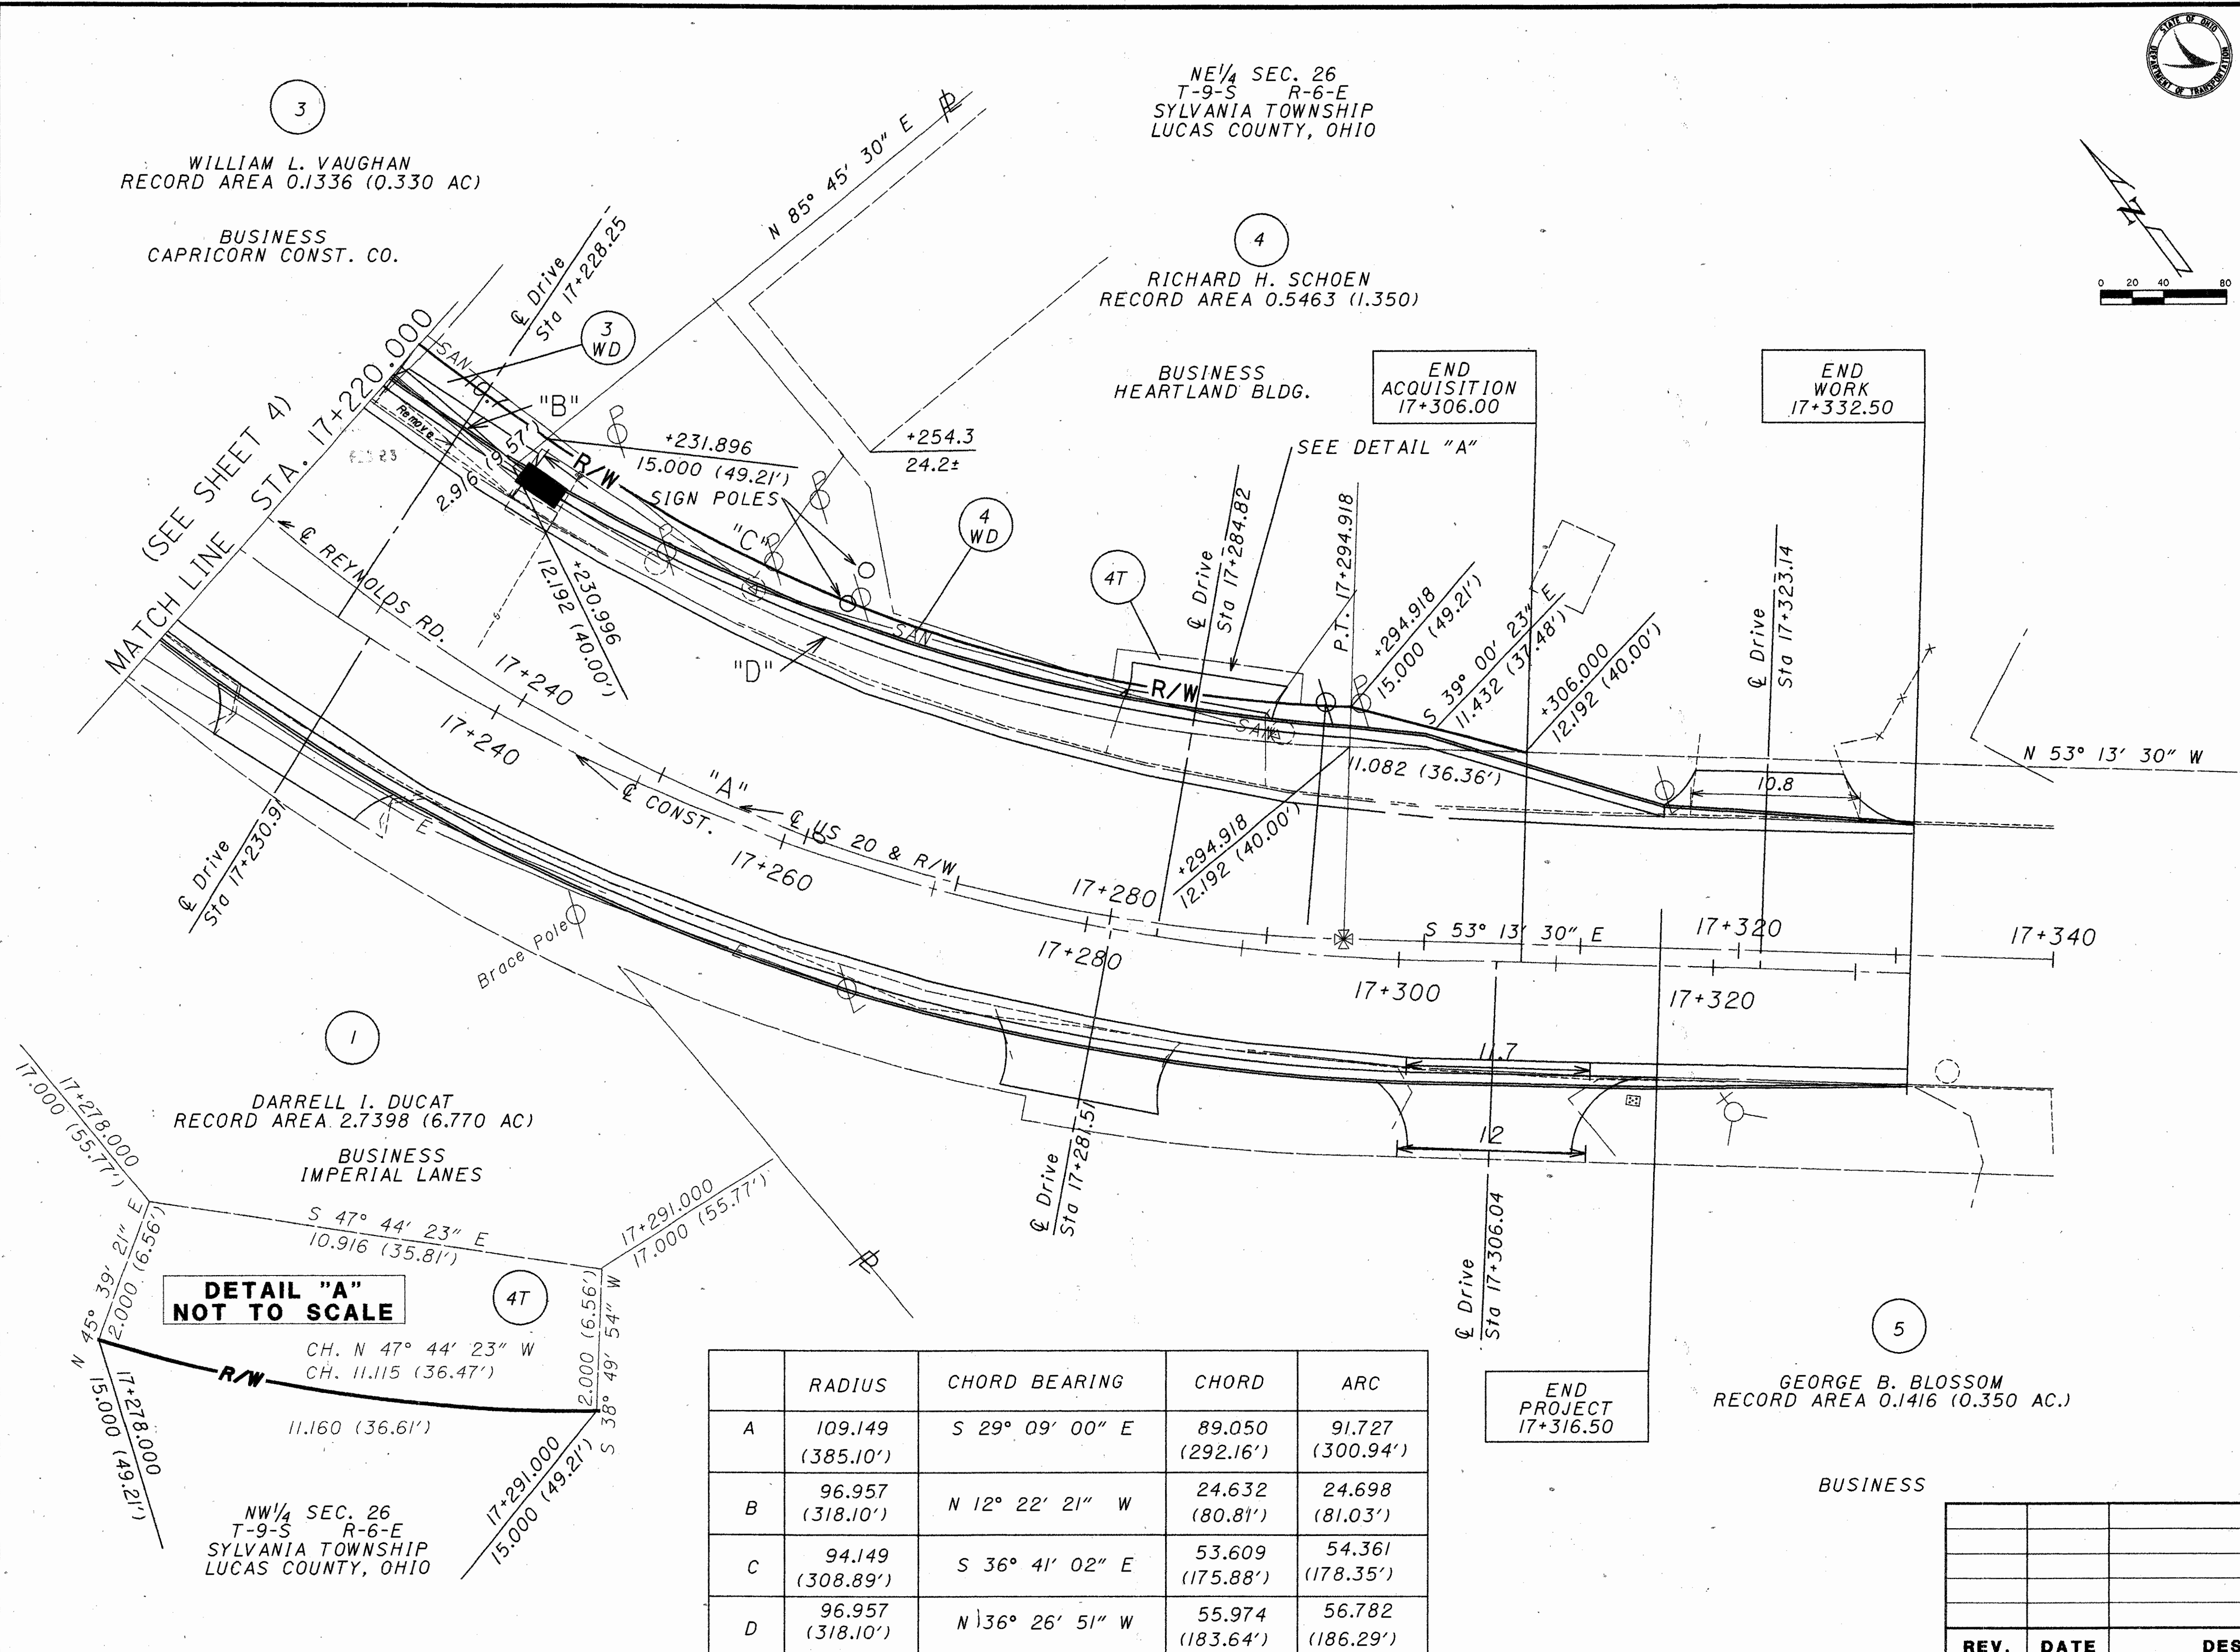 STATE OF OHIO
DEPARTMENT OF TRANSPORTATION
NE¼ SEC. 26
T-9-S R-6-E
SYLVANIA TOWNSHIP
LUCAS COUNTY, OHIO
3
WILLIAM L. VAUGHAN
RECORD AREA 0.1336 (0.330 AC)
BUSINESS
CAPRICORN CONST. CO.
N 85° 45' 30" E
℄ Drive
Sta 17+228.25
3
WD
4
RICHARD H. SCHOEN
RECORD AREA 0.5463 (1.350)
BUSINESS
HEARTLAND BLDG.
N
0 20 40 80
END
ACQUISITION
17+306.00
END
WORK
17+332.50
(SEE SHEET 4)
MATCH LINE STA. 17+220.000
SAN
"B"
Remove
9.57
2.916
R/W
+231.896
15.000 (49.21')
SIGN POLES
+254.3
24.2±
SEE DETAIL "A"
"C"
4
WD
4T
℄ Drive
Sta 17+284.82
P.T. 17+294.918
+294.918
15.000 (49.21')
S 39° 00' 23" E
11.432 (37.48')
+306.000
12.192 (40.00')
℄ Drive
Sta 17+323.14
℄ REYNOLDS RD.
+230.996
12.192 (40.00')
SAN
"D"
R/W
SAN
11.082 (36.36')
10.8
N 53° 13' 30" W
17+240
17+240
℄ CONST.
"A"
℄ US 20 & R/W
17+260
+294.918
12.192 (40.00')
17+280
17+280
S 53° 13' 30" E
17+320
17+340
17+300
17+320
E
℄ Drive
Sta 17+230.91
Brace Pole
1
DARRELL I. DUCAT
RECORD AREA 2.7398 (6.770 AC)
BUSINESS
IMPERIAL LANES
℄ Drive
Sta 17+281.51
11.7
12
℄ Drive
Sta 17+306.04
17+278.000
17.000 (55.77')
S 47° 44' 23" E
10.916 (35.81')
17+291.000
17.000 (55.77')
N 45° 39' 21" E
2.000 (6.56')
DETAIL "A"
NOT TO SCALE
4T
2.000 (6.56')
S 38° 49' 54" W
CH. N 47° 44' 23" W
CH. 11.115 (36.47')
R/W
11.160 (36.61')
17+278.000
15.000 (49.21')
17+291.000
15.000 (49.21')
NW¼ SEC. 26
T-9-S R-6-E
SYLVANIA TOWNSHIP
LUCAS COUNTY, OHIO
RADIUS CHORD BEARING CHORD ARC
A 109.149 S 29° 09' 00" E 89.050 91.727
(385.10') (292.16') (300.94')
B 96.957 N 12° 22' 21" W 24.632 24.698
(318.10') (80.81') (81.03')
C 94.149 S 36° 41' 02" E 53.609 54.361
(308.89') (175.88') (178.35')
D 96.957 N 36° 26' 51" W 55.974 56.782
(318.10') (183.64') (186.29')
END
PROJECT
17+316.50
5
GEORGE B. BLOSSOM
RECORD AREA 0.1416 (0.350 AC.)
BUSINESS
REV. DATE DES